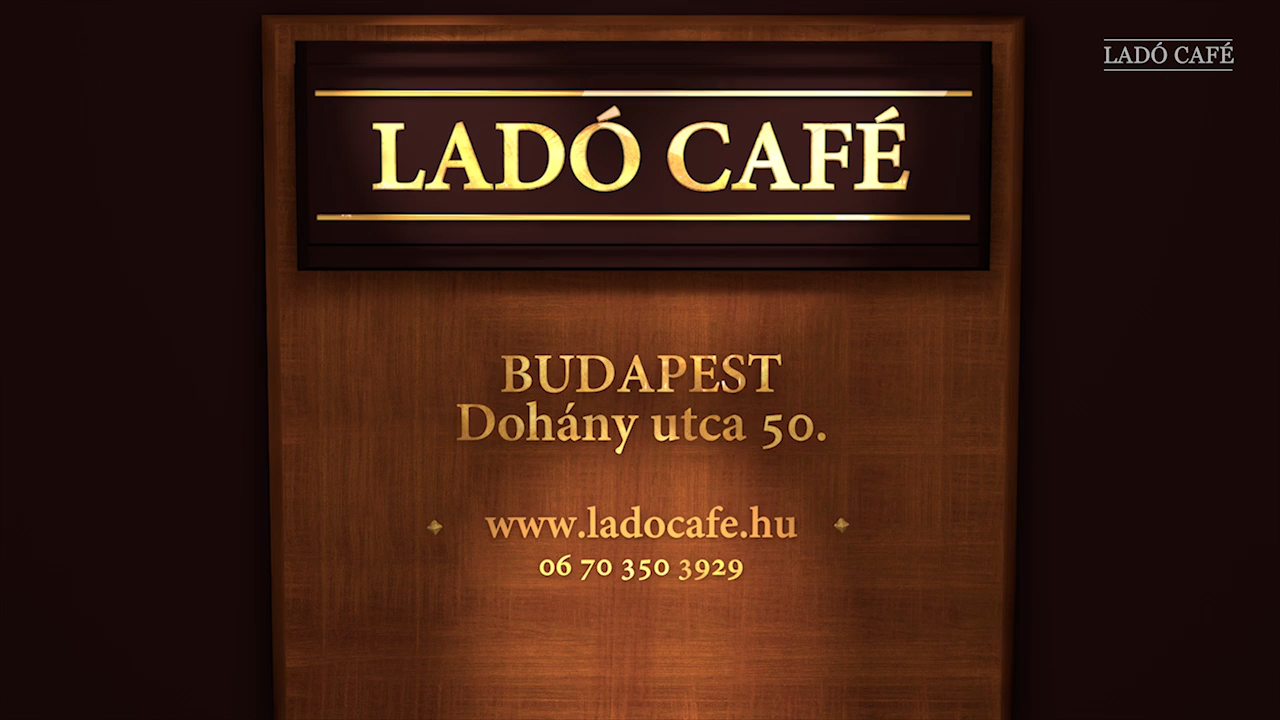 LADÓ CAFÉ
LADÓ CAFÉ
BUDAPEST
Dohány utca 50.
www.ladocafe.hu
06 70 350 3929